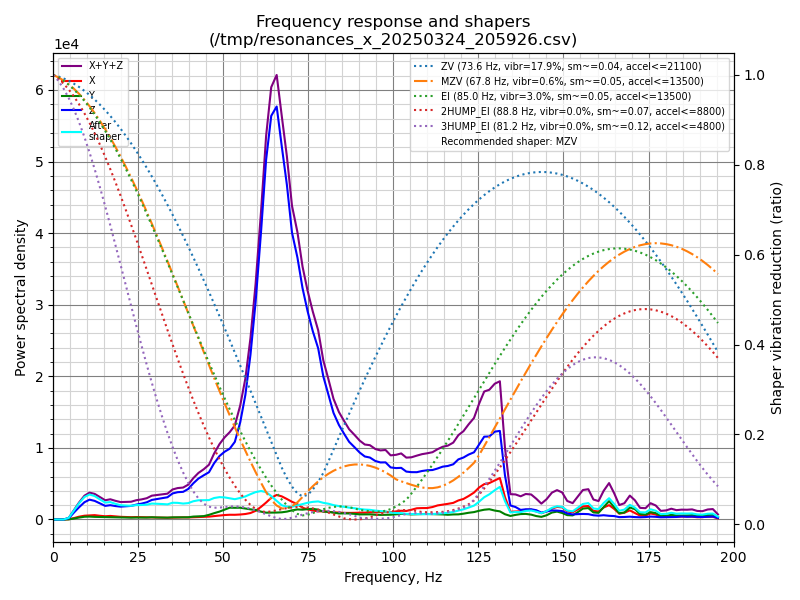 Frequency response and shapers
(/tmp/resonances_x_20250324_205926.csv)
1e4
X+Y+Z
X
Y
Z
After
shaper
ZV (73.6 Hz, vibr=17.9%, sm~=0.04, accel<=21100)
MZV (67.8 Hz, vibr=0.6%, sm~=0.05, accel<=13500)
EI (85.0 Hz, vibr=3.0%, sm~=0.05, accel<=13500)
2HUMP_EI (88.8 Hz, vibr=0.0%, sm~=0.07, accel<=8800)
3HUMP_EI (81.2 Hz, vibr=0.0%, sm~=0.12, accel<=4800)
Recommended shaper: MZV
Power spectral density
6
5
4
3
2
1
0
1.0
0.8
0.6
0.4
0.2
0.0
Shaper vibration reduction (ratio)
0 25 50 75 100 125 150 175 200
Frequency, Hz